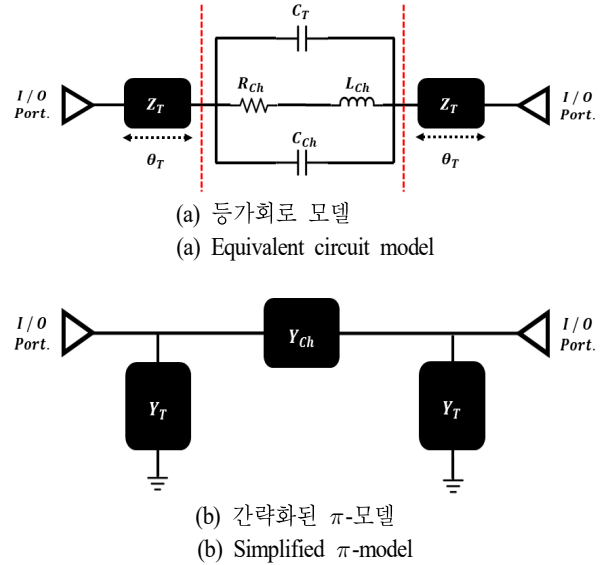 C_T
I / O
Port.
Z_T
R_Ch
L_Ch
Z_T
I / O
Port.
θ_T
C_Ch
θ_T
(a) 등가회로 모델
(a) Equivalent circuit model
I / O
Port.
Y_Ch
I / O
Port.
Y_T
Y_T
(b) 간략화된 π-모델
(b) Simplified π-model